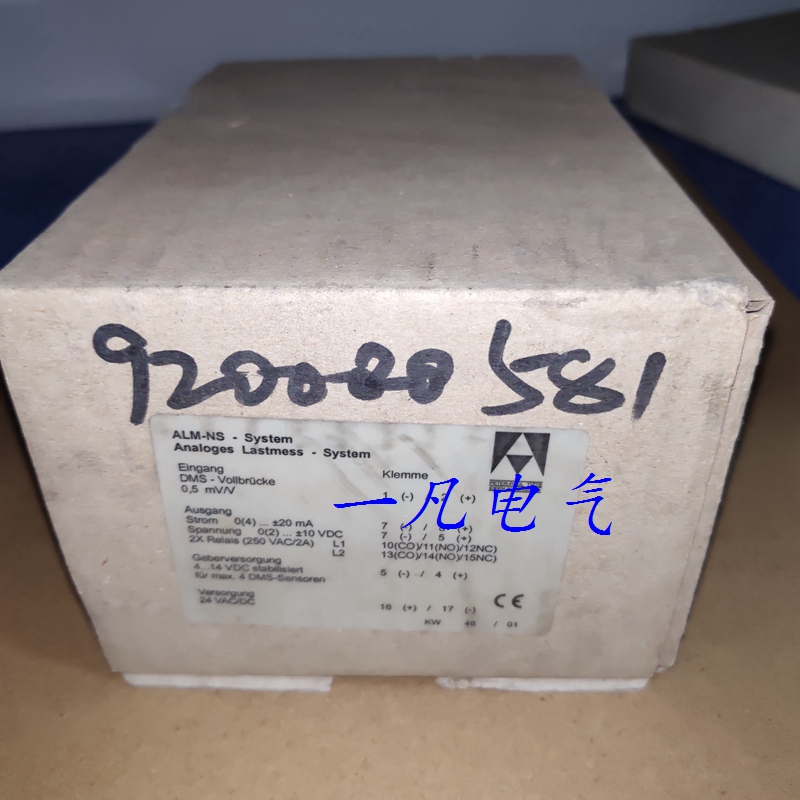 920000 581
ALM-NS - System
Analoges Lastmess - System
Eingang Klemme
DMS - Vollbrücke
0,5 mV/V 1 (-) 2 (+)
一凡电气
Ausgang
Strom 0(4) ... ±20 mA 7 (-) / (+)
Spannung 0(2) ... ±10 VDC 7 (-) / 5 (+)
2X Relais (250 VAC/2A) L1 10(CO)/11(NO)/12NC)
L2 13(CO)/14(NO)/15NC)
Geberversorgung
4...14 VDC stabilisiert 5 (-) / 4 (+)
für max. 4 DMS-Sensoren
Versorgung
24 VAC/DC 16 (+) / 17 (-) CE
KW 40 / 01